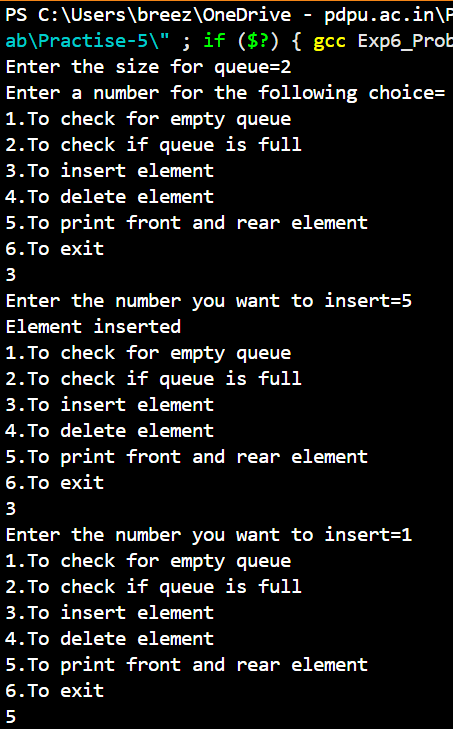 PS C:\Users\breez\OneDrive - pdpu.ac.in\P
ab\Practise-5\" ; if ($?) { gcc Exp6_Prob
Enter the size for queue=2
Enter a number for the following choice=
1.To check for empty queue
2.To check if queue is full
3.To insert element
4.To delete element
5.To print front and rear element
6.To exit
3
Enter the number you want to insert=5
Element inserted
1.To check for empty queue
2.To check if queue is full
3.To insert element
4.To delete element
5.To print front and rear element
6.To exit
3
Enter the number you want to insert=1
1.To check for empty queue
2.To check if queue is full
3.To insert element
4.To delete element
5.To print front and rear element
6.To exit
5